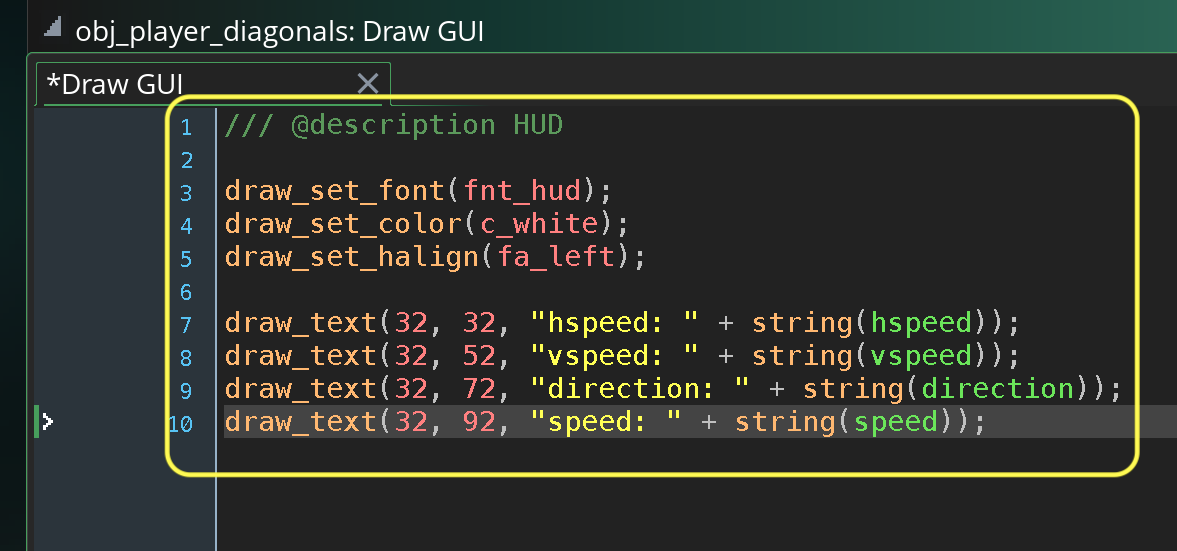 obj_player_diagonals: Draw GUI
*Draw GUI
1 /// @description HUD
2
3 draw_set_font(fnt_hud);
4 draw_set_color(c_white);
5 draw_set_halign(fa_left);
6
7 draw_text(32, 32, "hspeed: " + string(hspeed));
8 draw_text(32, 52, "vspeed: " + string(vspeed));
9 draw_text(32, 72, "direction: " + string(direction));
10 draw_text(32, 92, "speed: " + string(speed));